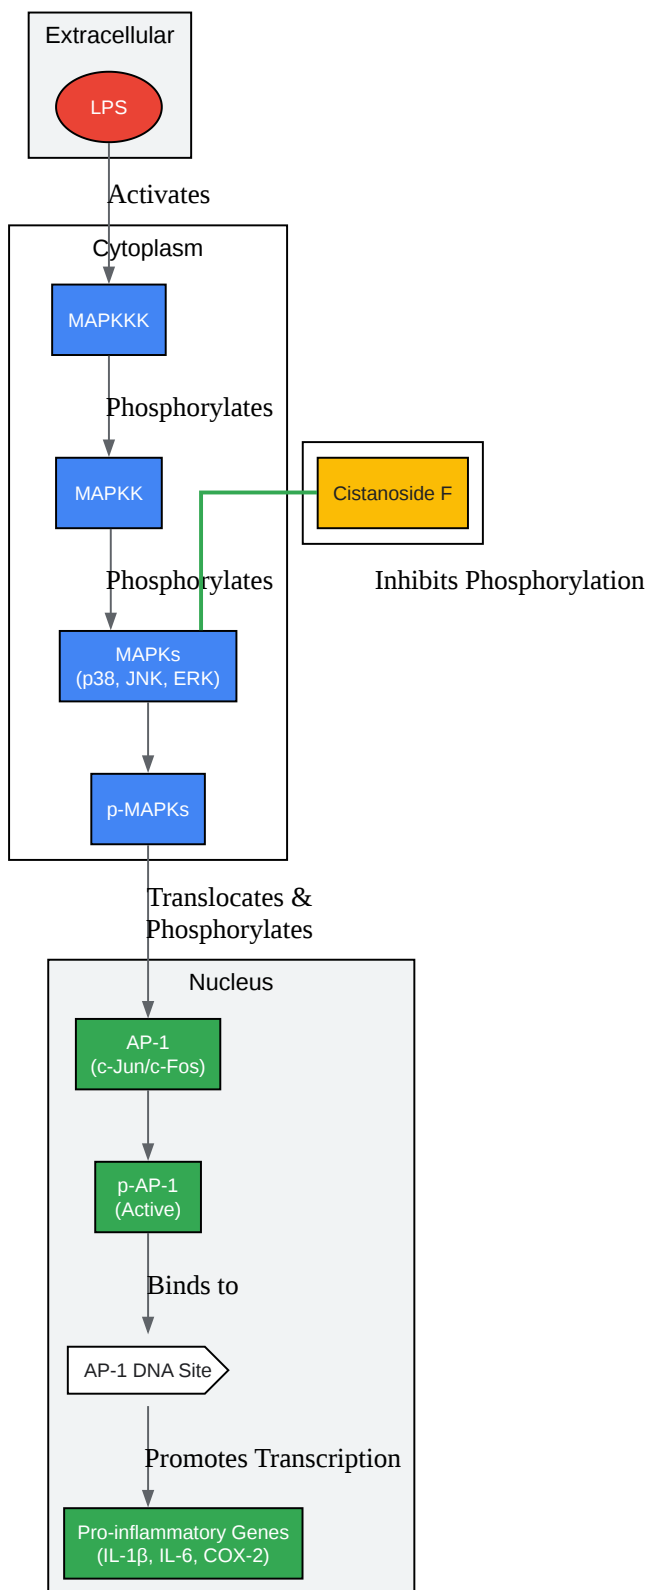 Extracellular
LPS
Activates
Cytoplasm
MAPKKK
Phosphorylates
MAPKK
Cistanoside F
Phosphorylates
Inhibits Phosphorylation
MAPKs
(p38, JNK, ERK)
p-MAPKs
Translocates &
Phosphorylates
Nucleus
AP-1
(c-Jun/c-Fos)
p-AP-1
(Active)
Binds to
AP-1 DNA Site
Promotes Transcription
Pro-inflammatory Genes
(IL-1β, IL-6, COX-2)